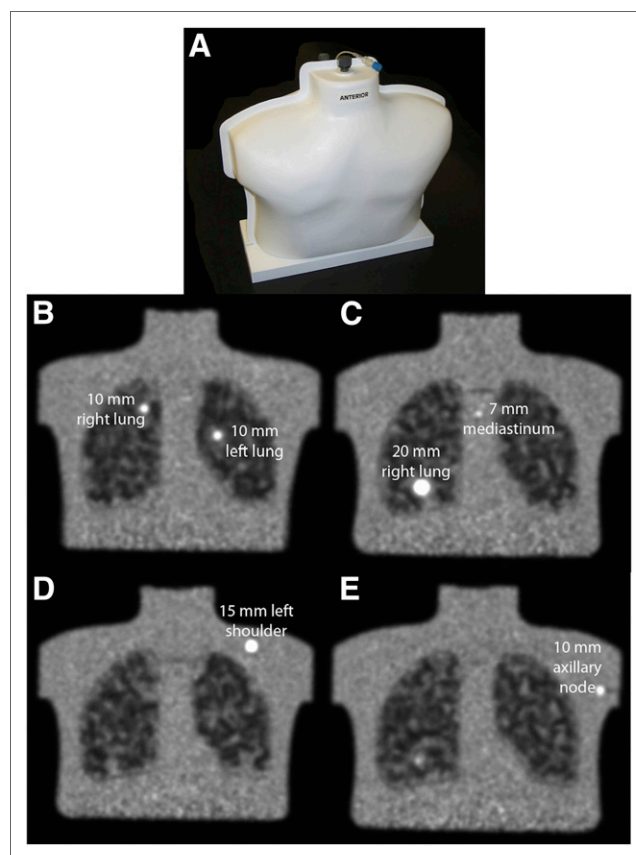 A
ANTERIOR
B
10 mm
right lung
10 mm
left lung
C
7 mm
mediastinum
20 mm
right lung
D
15 mm left
shoulder
E
10 mm
axillary
node